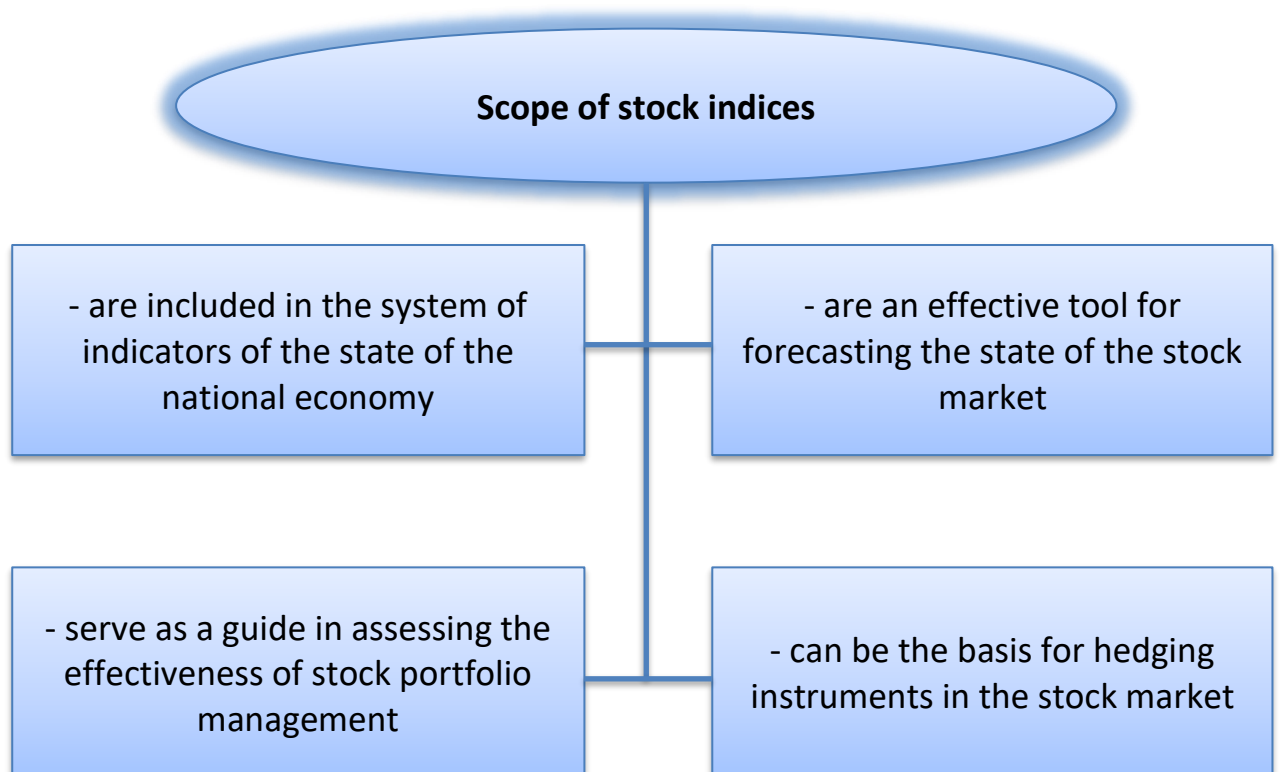 Scope of stock indices
- are included in the system of
indicators of the state of the
national economy
- are an effective tool for
forecasting the state of the stock
market
- serve as a guide in assessing the
effectiveness of stock portfolio
management
- can be the basis for hedging
instruments in the stock market